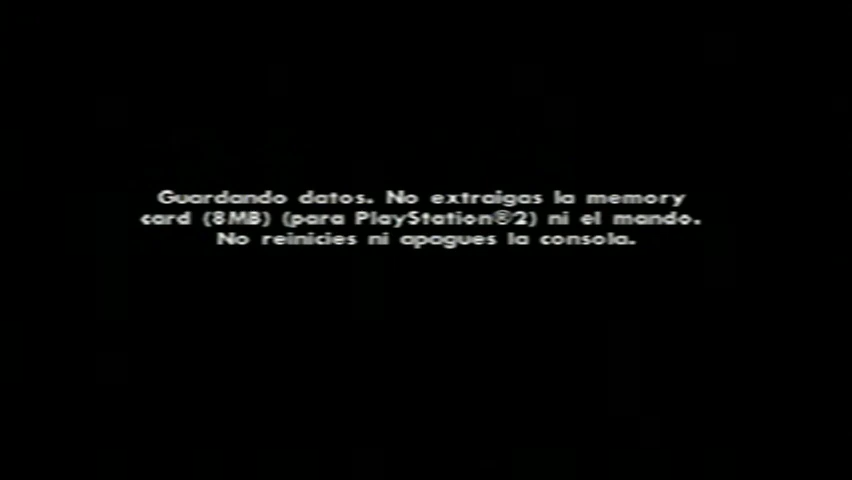 Guardando datos. No extraigas la memory
card (8MB) (para PlayStation®2) ni el mando.
No reinicies ni apagues la consola.